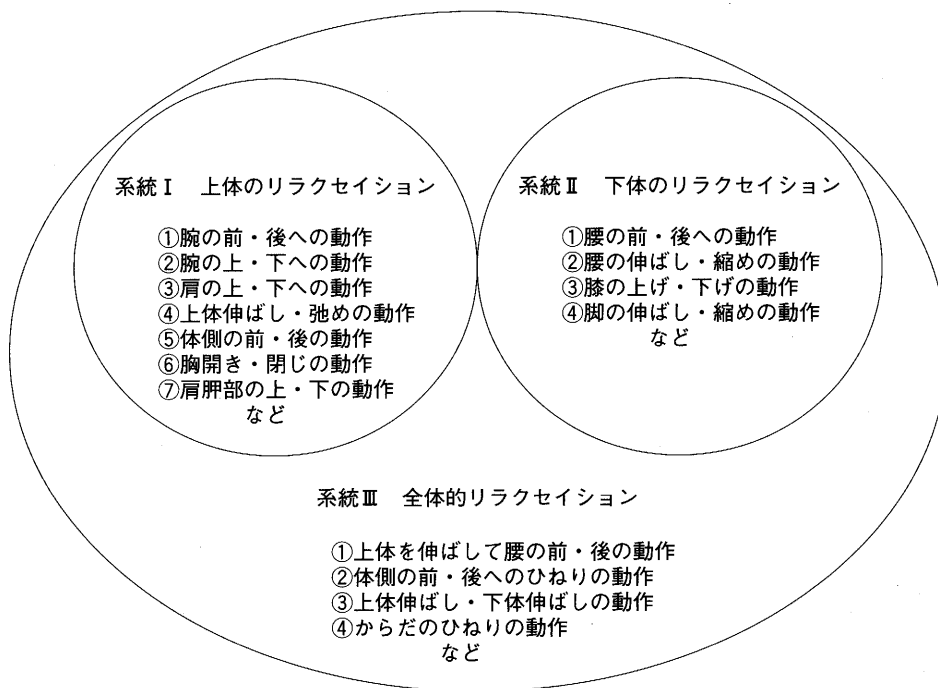 系統Ⅰ　上体のリラクセイション
①腕の前・後への動作
②腕の上・下への動作
③肩の上・下への動作
④上体伸ばし・弛めの動作
⑤体側の前・後の動作
⑥胸開き・閉じの動作
⑦肩胛部の上・下の動作
など
系統Ⅱ　下体のリラクセイション
①腰の前・後への動作
②腰の伸ばし・縮めの動作
③膝の上げ・下げの動作
④脚の伸ばし・縮めの動作
など
系統Ⅲ　全体的リラクセイション
①上体を伸ばして腰の前・後の動作
②体側の前・後へのひねりの動作
③上体伸ばし・下体伸ばしの動作
④からだのひねりの動作
など